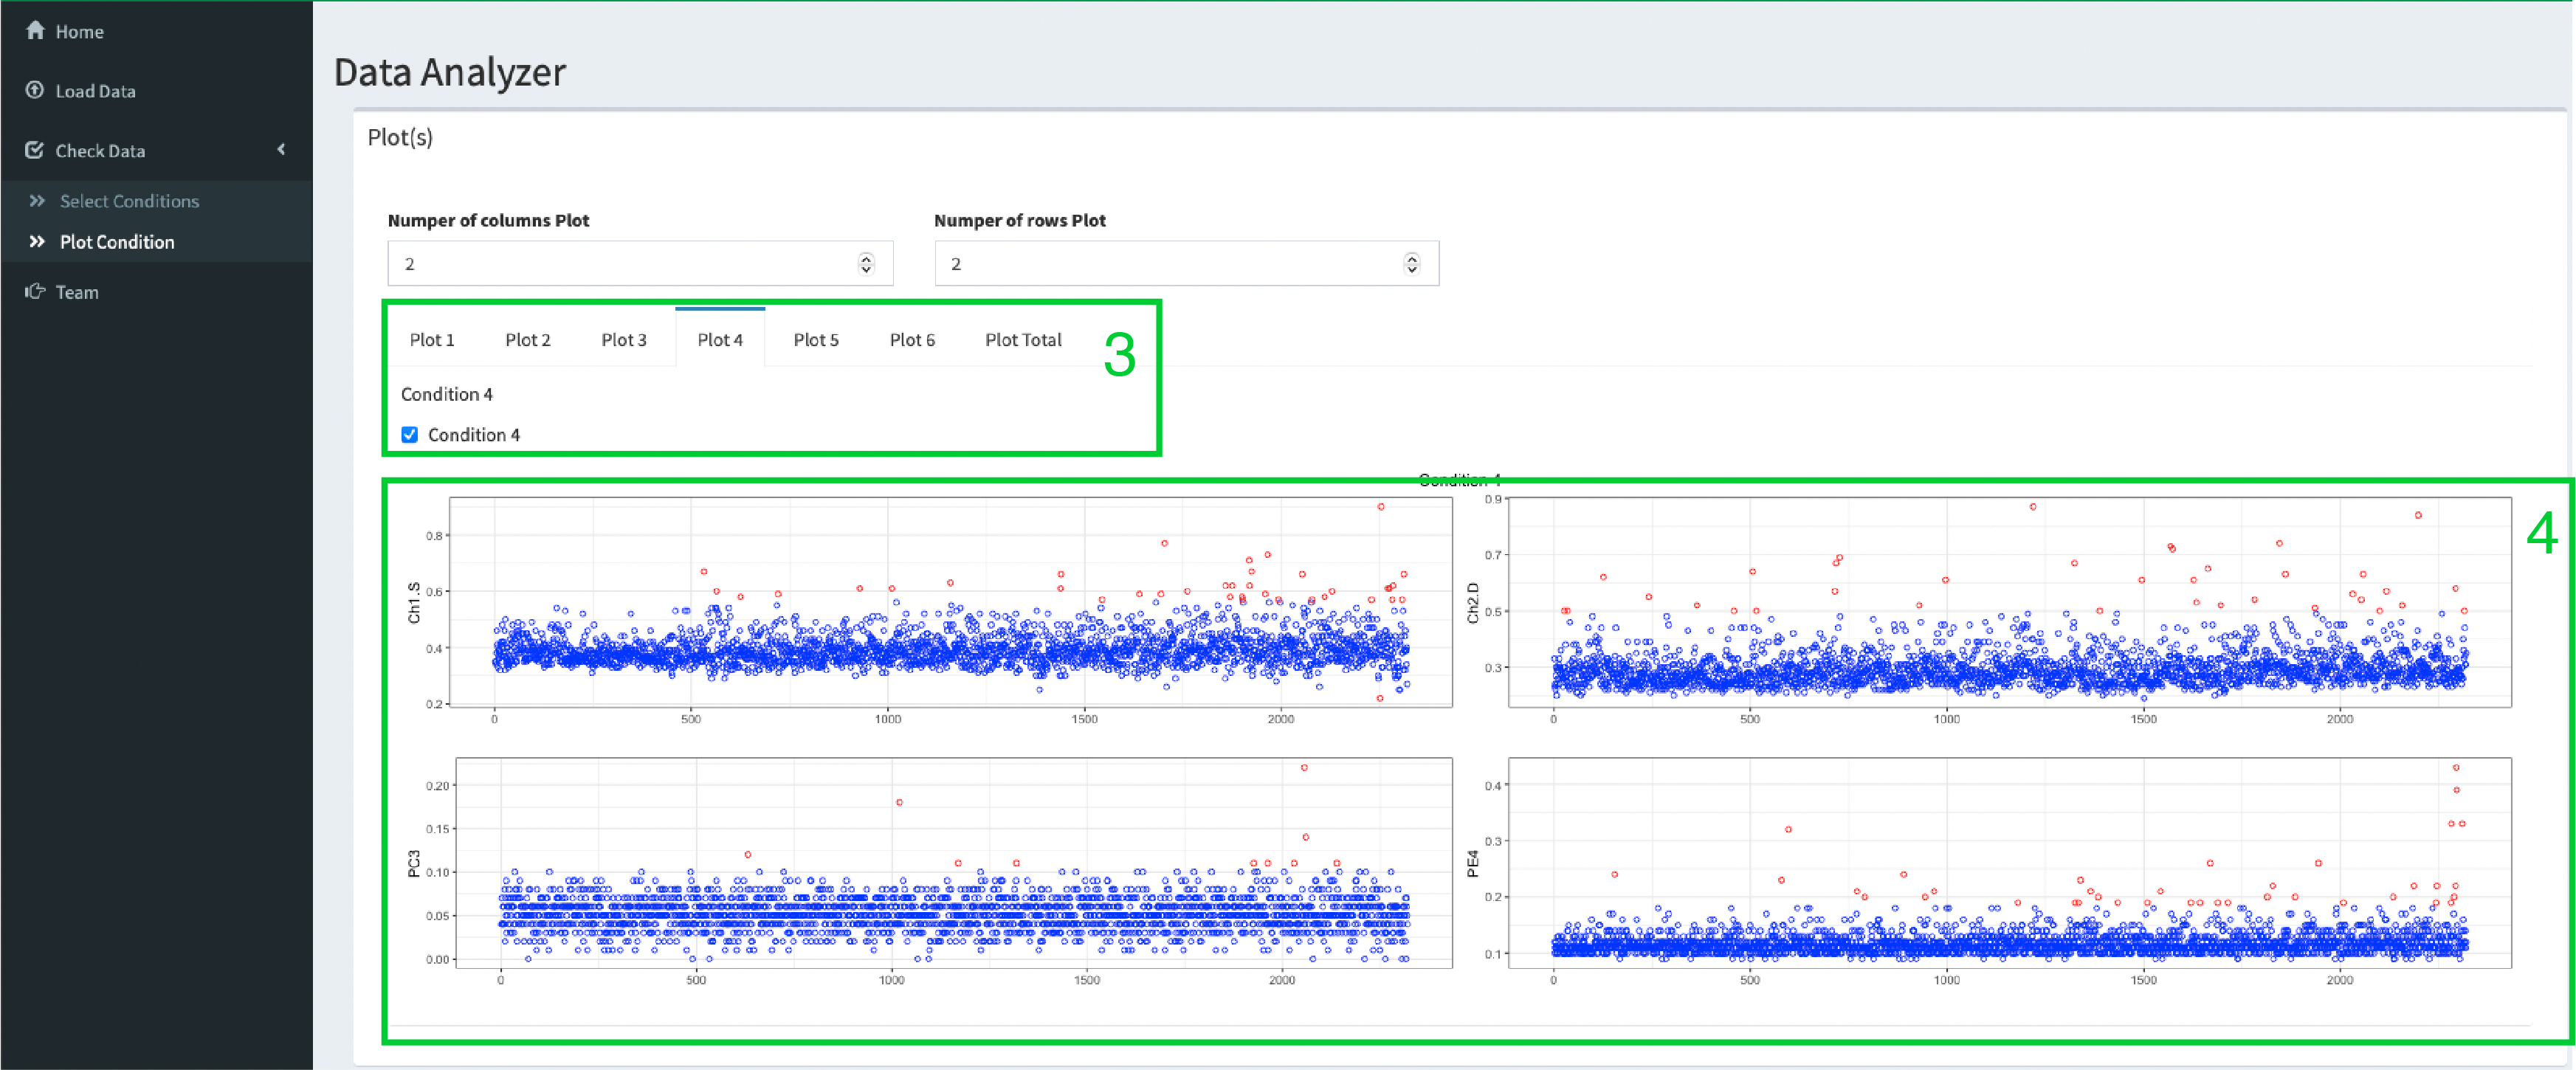 Home
Load Data
Check Data
Select Conditions
Plot Condition
Team
Data Analyzer
Plot(s)
Numper of columns Plot
Numper of rows Plot
2
2
Plot 1 Plot 2 Plot 3 Plot 4 Plot 5 Plot 6 Plot Total
3
Condition 4
Condition 4
Condition 4
4
Ch1.S
0.8
0.6
0.4
0.2
0 500 1000 1500 2000
Ch2.D
0.9
0.7
0.5
0.3
0 500 1000 1500 2000
PC3
0.20
0.15
0.10
0.05
0.00
0 500 1000 1500 2000
PE4
0.4
0.3
0.2
0.1
0 500 1000 1500 2000